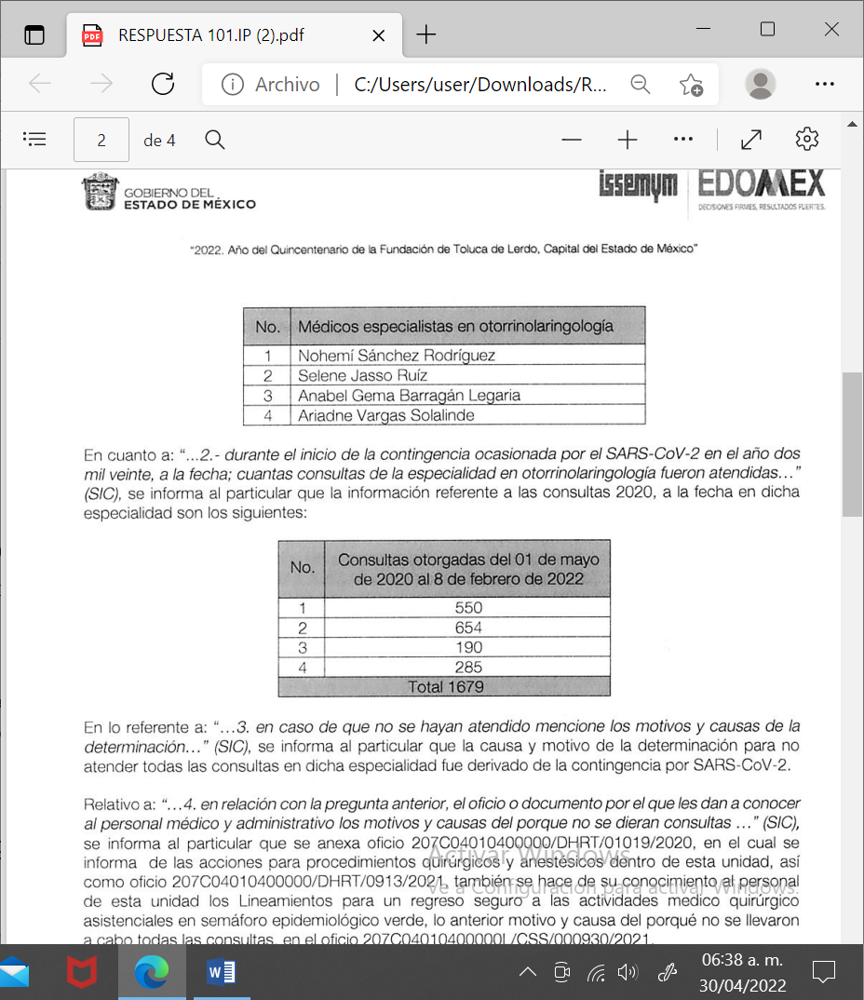 RESPUESTA 101.IP (2).pdf
Archivo | C:/Users/user/Downloads/R...
2 de 4
GOBIERNO DEL
ESTADO DE MÉXICO
issemym
EDOMÉX
DECISIONES FIRMES, RESULTADOS FUERTES.
"2022. Año del Quincentenario de la Fundación de Toluca de Lerdo, Capital del Estado de México"
No. Médicos especialistas en otorrinolaringología
1 Nohemí Sánchez Rodríguez
2 Selene Jasso Ruíz
3 Anabel Gema Barragán Legaria
4 Ariadne Vargas Solalinde
En cuanto a: "...2.- durante el inicio de la contingencia ocasionada por el SARS-CoV-2 en el año dos
mil veinte, a la fecha; cuantas consultas de la especialidad en otorrinolaringología fueron atendidas..."
(SIC), se informa al particular que la información referente a las consultas 2020, a la fecha en dicha
especialidad son los siguientes:
No. Consultas otorgadas del 01 de mayo
de 2020 al 8 de febrero de 2022
1 550
2 654
3 190
4 285
Total 1679
En lo referente a: "...3. en caso de que no se hayan atendido mencione los motivos y causas de la
determinación..." (SIC), se informa al particular que la causa y motivo de la determinación para no
atender todas las consultas en dicha especialidad fue derivado de la contingencia por SARS-CoV-2.
Relativo a: "...4. en relación con la pregunta anterior, el oficio o documento por el que les dan a conocer
al personal médico y administrativo los motivos y causas del porque no se dieran consultas ..." (SIC),
se informa al particular que se anexa oficio 207C04010400000/DHRT/01019/2020, en el cual se
informa de las acciones para procedimientos quirúrgicos y anestésicos dentro de esta unidad, así
como oficio 207C04010400000/DHRT/0913/2021, también se hace de su conocimiento al personal
de esta unidad los Lineamientos para un regreso seguro a las actividades medico quirúrgico
asistenciales en semáforo epidemiológico verde, lo anterior motivo y causa del porqué no se llevaron
a cabo todas las consultas, en el oficio 207C04010400000L/CSS/000930/2021.
Activar Windows
Ve a Configuración para activar Windows.
06:38 a. m.
30/04/2022